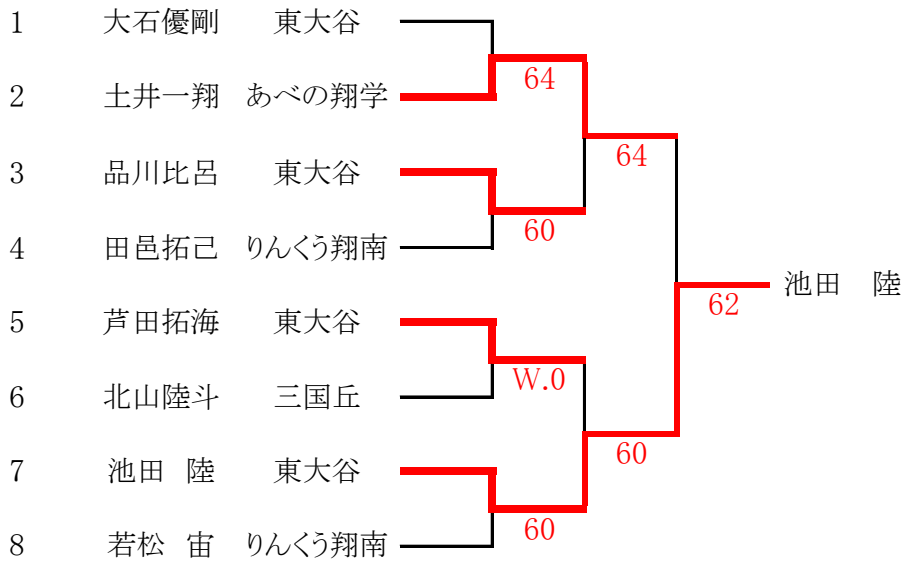 1 大石優剛 東大谷
64
2 土井一翔 あべの翔学
64
3 品川比呂 東大谷
60
4 田邑拓己 りんくう翔南
池田 陸
62
5 芦田拓海 東大谷
W.0
6 北山陸斗 三国丘
60
7 池田 陸 東大谷
60
8 若松 宙 りんくう翔南